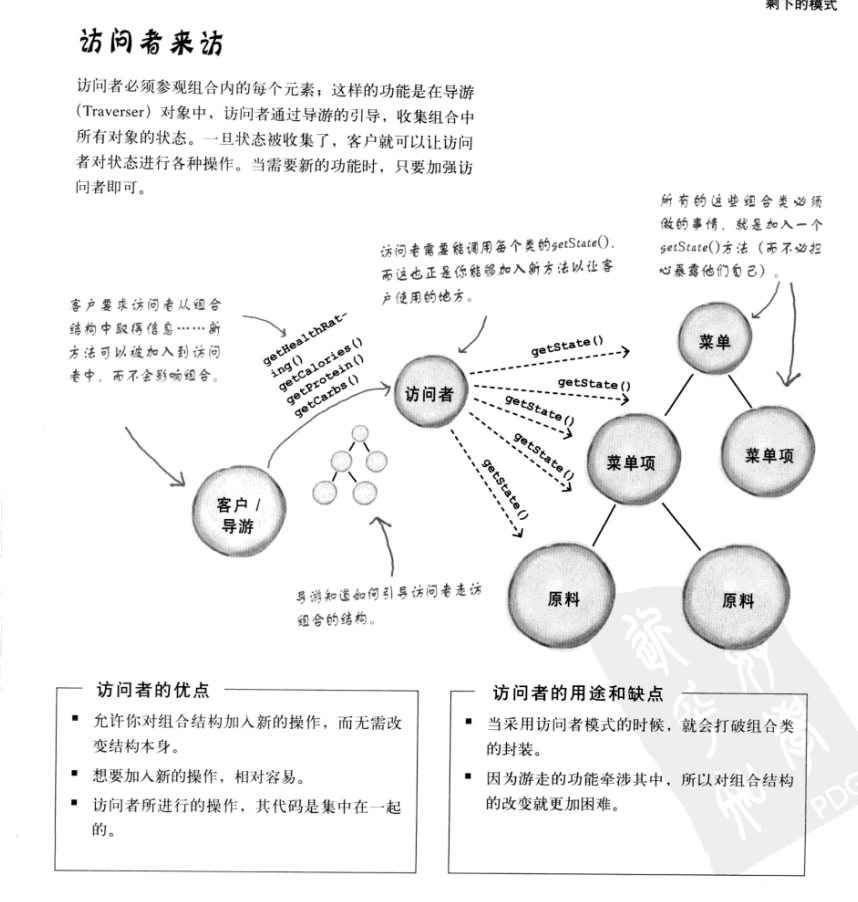 剩下的模式
访问者来访
访问者必须参观组合内的每个元素；这样的功能是在导游
（Traverser）对象中，访问者通过导游的引导，收集组合中
所有对象的状态。一旦状态被收集了，客户就可以让访问
者对状态进行各种操作。当需要新的功能时，只要加强访
问者即可。
所有的这些组合类必须
做的事情，就是加入一个
getState()方法（而不必担
心暴露他们自己）。
访问者需要能调用每个类的getState()，
而这也正是你能够加入新方法以让客
户使用的地方。
客户要求访问者从组合
结构中取得信息……新
方法可以被加入到访问
者中，而不会影响组合。
getHealthRat-
ing()
getCalories()
getProtein()
getCarbs()
访问者
getState()
getState()
getState()
getState()
getState()
菜单
菜单项
菜单项
客户 /
导游
原料
原料
导游知道如何引导访问者走访
组合的结构。
访问者的优点
■ 允许你对组合结构加入新的操作，而无需改
变结构本身。
■ 想要加入新的操作，相对容易。
■ 访问者所进行的操作，其代码是集中在一起
的。
访问者的用途和缺点
■ 当采用访问者模式的时候，就会打破组合类
的封装。
■ 因为游走的功能牵涉其中，所以对组合结构
的改变就更加困难。
PDG